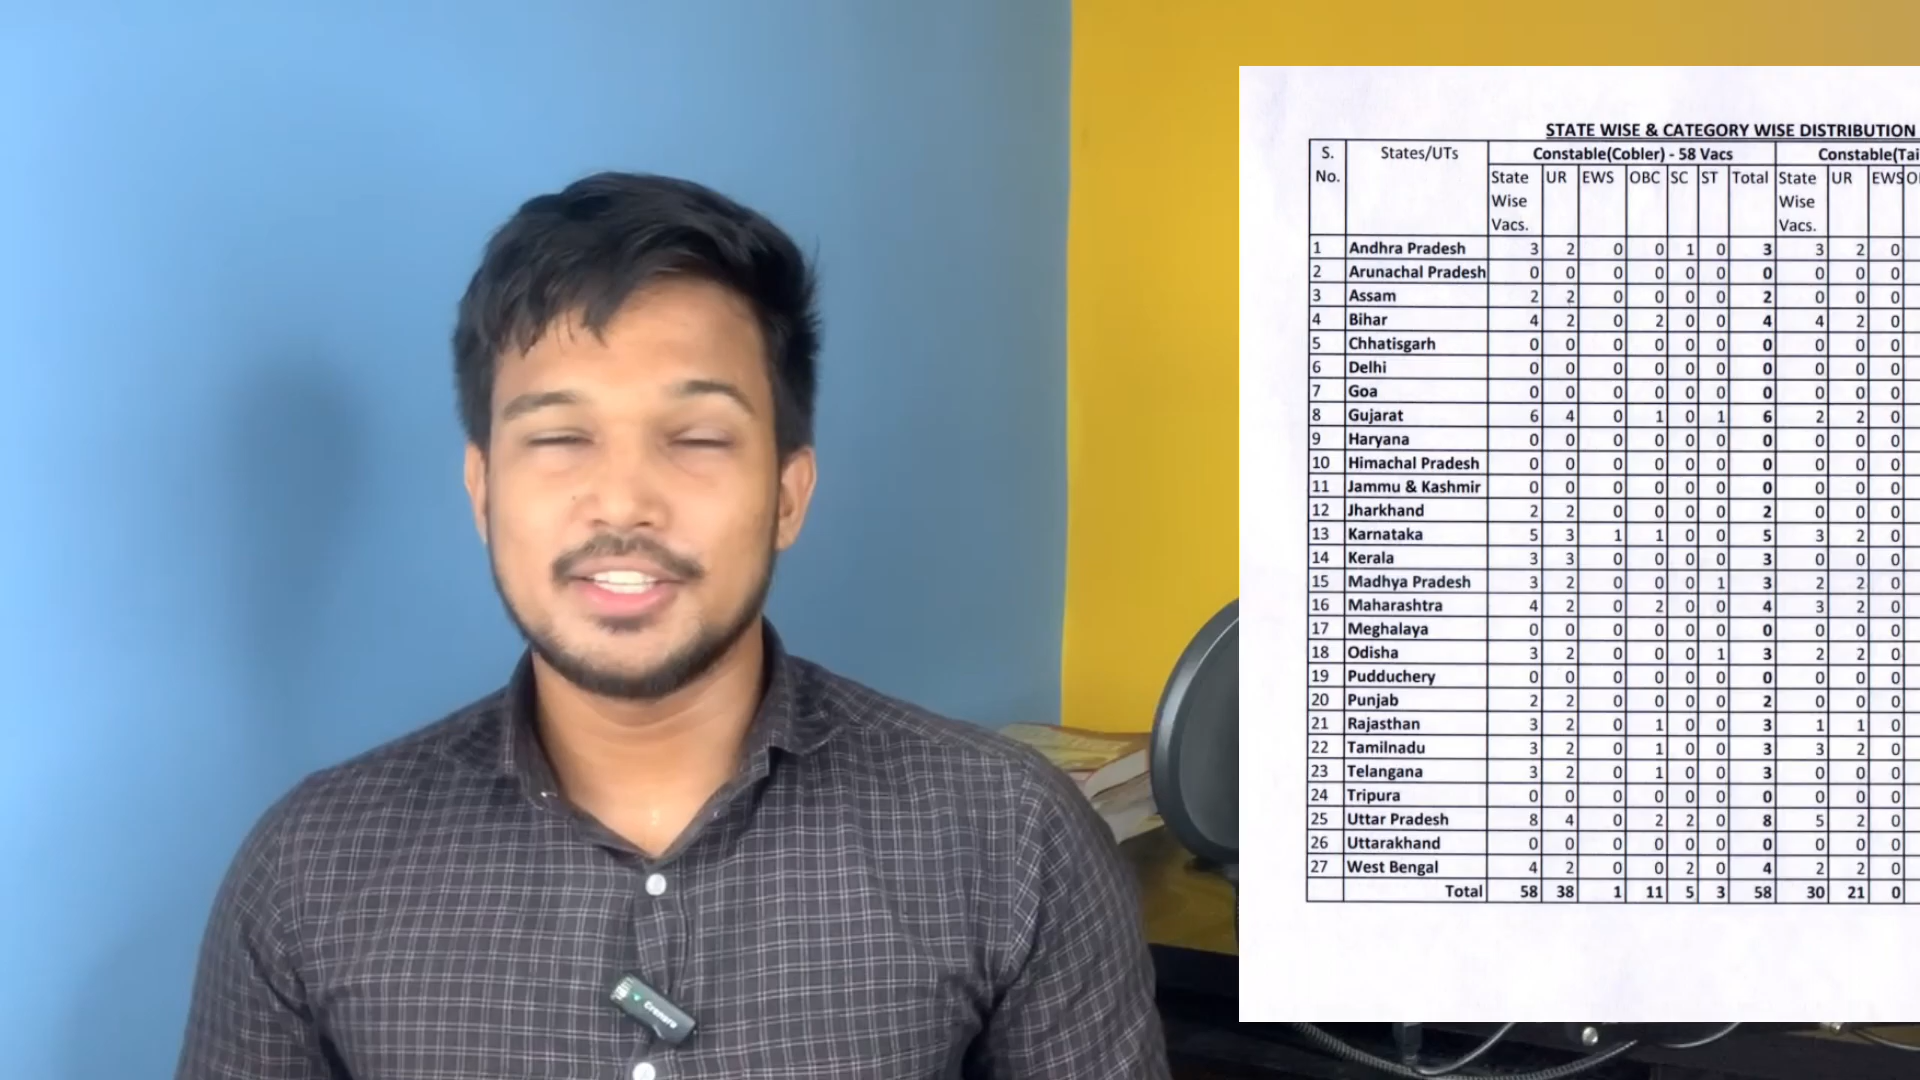 STATE WISE & CATEGORY WISE DISTRIBUTION
S. No. States/UTs Constable(Cobler) - 58 Vacs
State Wise Vacs. UR EWS OBC SC ST Total State Wise Vacs. UR EWS
1 Andhra Pradesh 3 2 0 0 1 0 3 3 2 0
2 Arunachal Pradesh 0 0 0 0 0 0 0 0 0 0
3 Assam 2 2 0 0 0 0 2 0 0 0
4 Bihar 4 2 0 2 0 0 4 4 2 0
5 Chhatisgarh 0 0 0 0 0 0 0 0 0 0
6 Delhi 0 0 0 0 0 0 0 0 0 0
7 Goa 0 0 0 0 0 0 0 0 0 0
8 Gujarat 6 4 0 1 0 1 6 2 2 0
9 Haryana 0 0 0 0 0 0 0 0 0 0
10 Himachal Pradesh 0 0 0 0 0 0 0 0 0 0
11 Jammu & Kashmir 0 0 0 0 0 0 0 0 0 0
12 Jharkhand 2 2 0 0 0 0 2 0 0 0
13 Karnataka 5 3 1 1 0 0 5 3 2 0
14 Kerala 3 3 0 0 0 0 3 0 0 0
15 Madhya Pradesh 3 2 0 0 0 1 3 2 2 0
16 Maharashtra 4 2 0 2 0 0 4 3 2 0
17 Meghalaya 0 0 0 0 0 0 0 0 0 0
18 Odisha 3 2 0 0 0 1 3 2 2 0
19 Pudduchery 0 0 0 0 0 0 0 0 0 0
20 Punjab 2 2 0 0 0 0 2 0 0 0
21 Rajasthan 3 2 0 1 0 0 3 1 1 0
22 Tamilnadu 3 2 0 1 0 0 3 3 2 0
23 Telangana 3 2 0 1 0 0 3 0 0 0
24 Tripura 0 0 0 0 0 0 0 0 0 0
25 Uttar Pradesh 8 4 0 2 2 0 8 5 2 0
26 Uttarakhand 0 0 0 0 0 0 0 0 0 0
27 West Bengal 4 2 0 0 2 0 4 2 2 0
Total 58 38 1 11 5 3 58 30 21 0